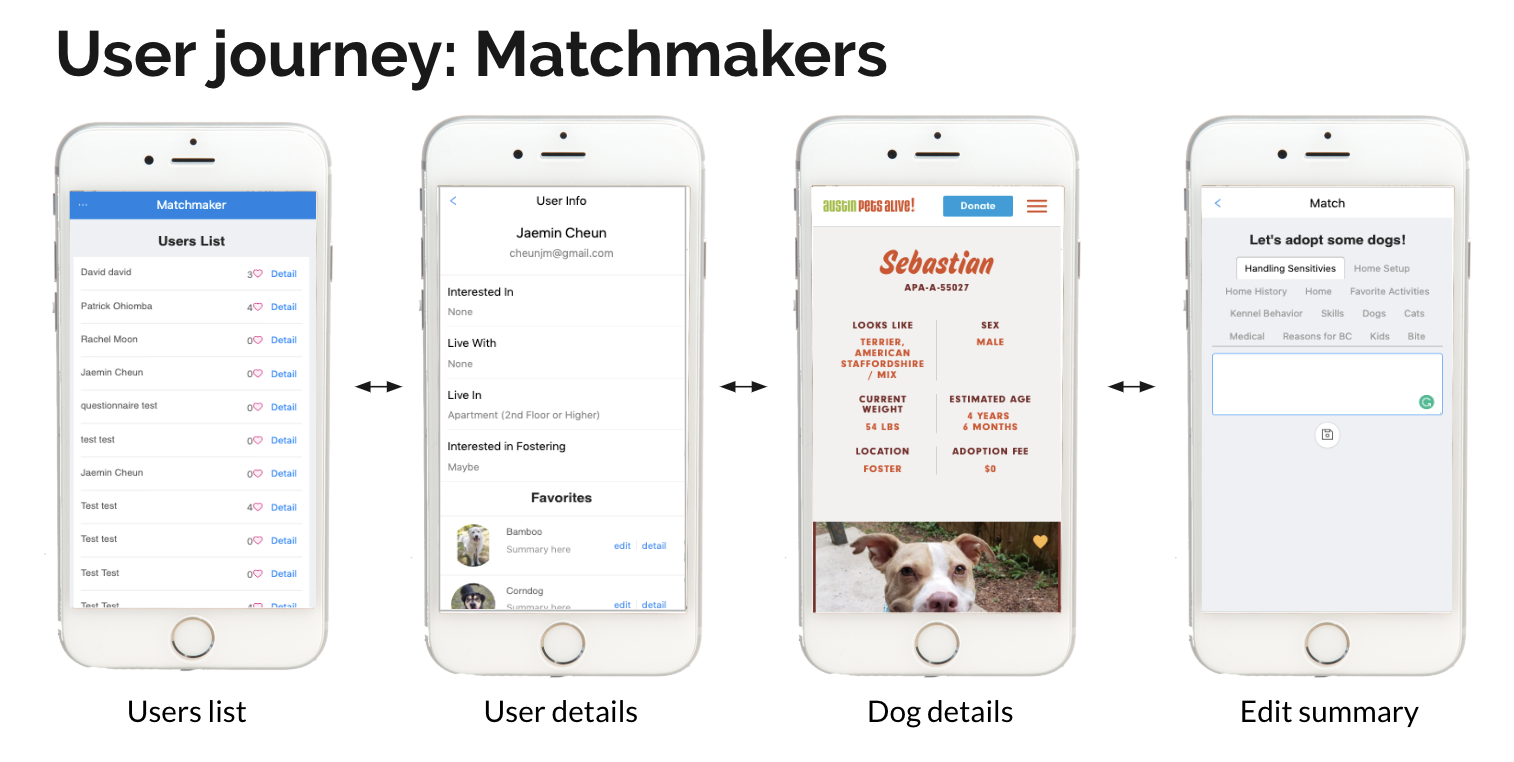 User journey: Matchmakers
... Matchmaker
Users List
David david 3 Detail
Patrick Ohiomba 4 Detail
Rachel Moon 0 Detail
Jaemin Cheun 0 Detail
questionnaire test 0 Detail
test test 0 Detail
Jaemin Cheun 0 Detail
Test test 4 Detail
Test test 0 Detail
Test Test 0 Detail
Test Test 4 Detail
Users list
< User Info
Jaemin Cheun
cheunjm@gmail.com
Interested In
None
Live With
None
Live In
Apartment (2nd Floor or Higher)
Interested in Fostering
Maybe
Favorites
Bamboo
Summary here edit detail
Corndog
Summary here edit detail
User details
austin PETS ALIVE! Donate
Sebastian
APA-A-55027
LOOKS LIKE
TERRIER,
AMERICAN
STAFFORDSHIRE
/ MIX
SEX
MALE
CURRENT
WEIGHT
54 LBS
ESTIMATED AGE
4 YEARS
6 MONTHS
LOCATION
FOSTER
ADOPTION FEE
$0
Dog details
< Match
Let's adopt some dogs!
Handling Sensitivies Home Setup
Home History Home Favorite Activities
Kennel Behavior Skills Dogs Cats
Medical Reasons for BC Kids Bite
Edit summary